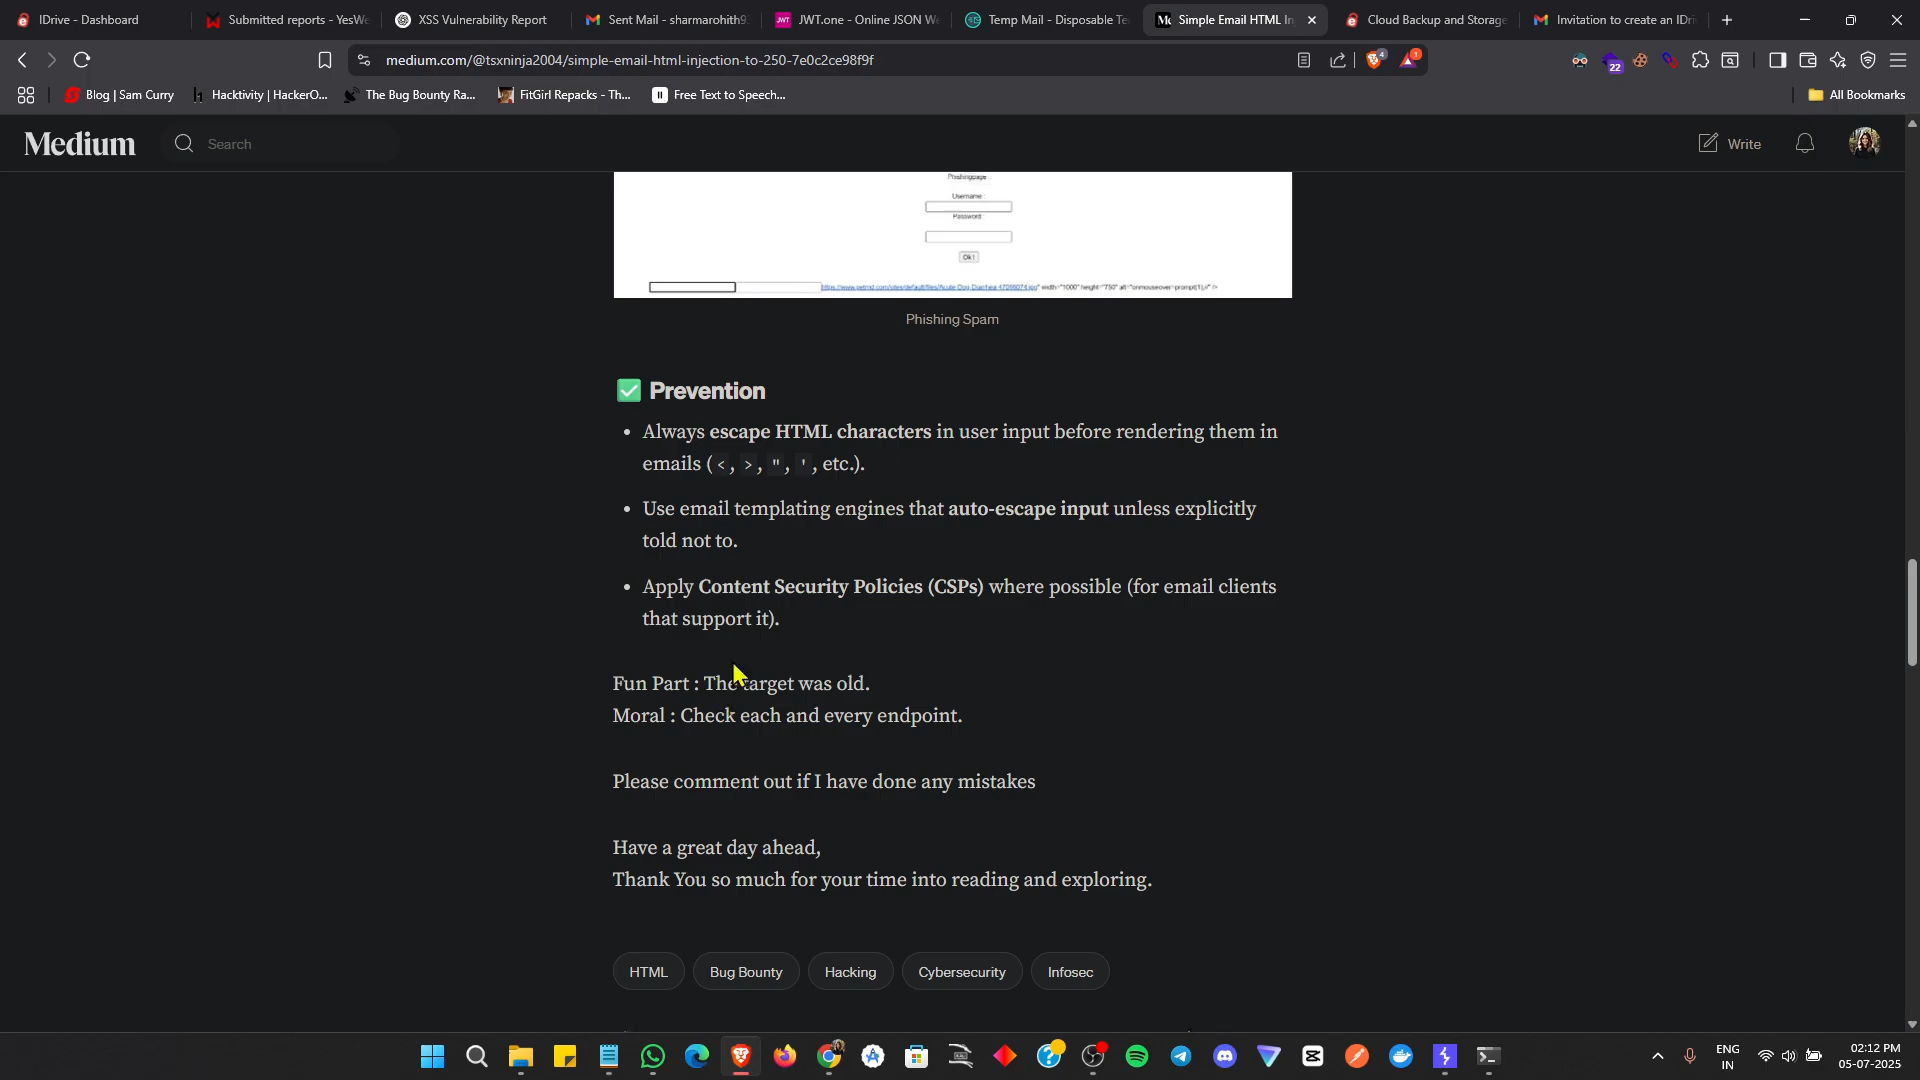 IDrive - Dashboard
Submitted reports - YesWe
XSS Vulnerability Report
Sent Mail - sharmarohith9
JWT.one - Online JSON We
Temp Mail - Disposable Te
Simple Email HTML In
Cloud Backup and Storage
Invitation to create an IDri
medium.com/@tsxninja2004/simple-email-html-injection-to-250-7e0c2ce98f9f
4
1
22
Blog | Sam Curry
Hacktivity | HackerO...
The Bug Bounty Ra...
FitGirl Repacks - Th...
Free Text to Speech...
All Bookmarks
Medium
Search
Write
Phishingpage :
Username :
Password :
Ok !
Phishing Spam
✅ Prevention
• Always escape HTML characters in user input before rendering them in
emails (<, >, ", ', etc.).
• Use email templating engines that auto-escape input unless explicitly
told not to.
• Apply Content Security Policies (CSPs) where possible (for email clients
that support it).
Fun Part : The target was old.
Moral : Check each and every endpoint.
Please comment out if I have done any mistakes
Have a great day ahead,
Thank You so much for your time into reading and exploring.
HTML
Bug Bounty
Hacking
Cybersecurity
Infosec
ENG
IN
02:12 PM
05-07-2025